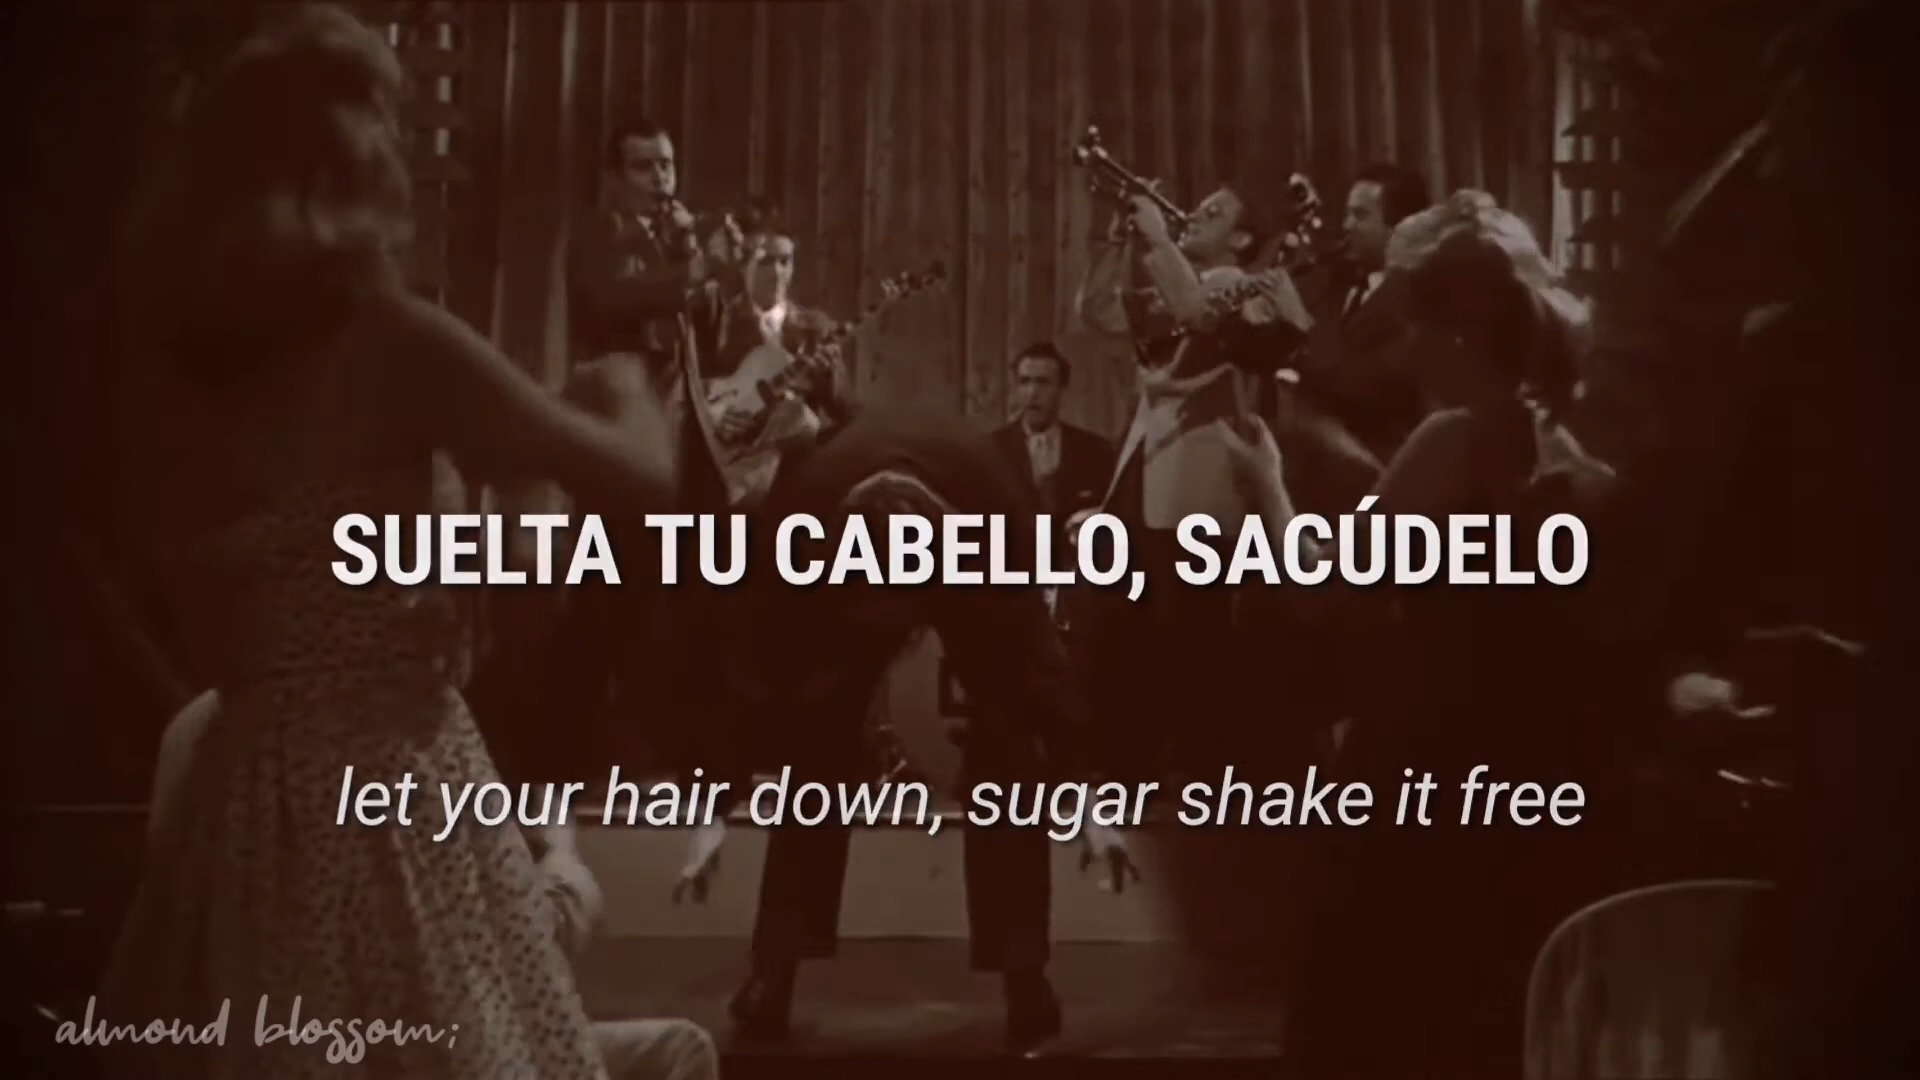 SUELTA TU CABELLO, SACÚDELO
let your hair down, sugar shake it free
almond blossom;